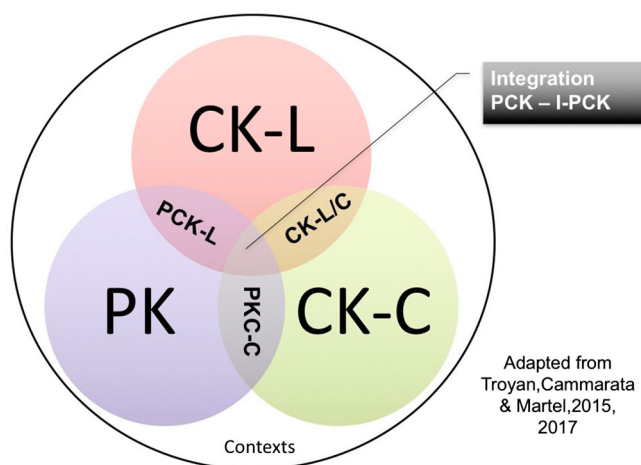 CK-L
Integration
PCK – I-PCK
PCK-L
CK-L/C
PK
PKC-C
CK-C
Adapted from
Troyan,Cammarata
& Martel,2015,
2017
Contexts